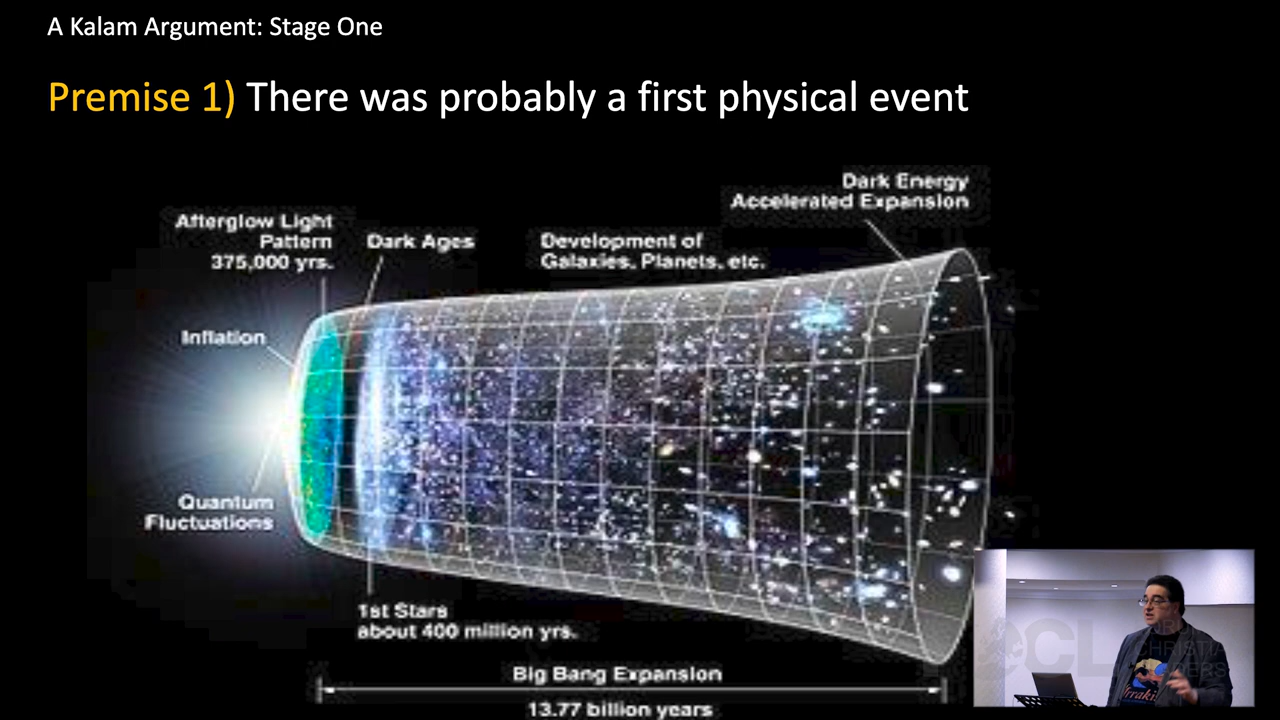 A Kalam Argument: Stage One
Premise 1) There was probably a first physical event
Dark Energy
Accelerated Expansion
Afterglow Light
Pattern
375,000 yrs.
Dark Ages
Development of
Galaxies, Planets, etc.
Inflation
Quantum
Fluctuations
1st Stars
about 400 million yrs.
Big Bang Expansion
13.77 billion years
CL
CHRISTIA